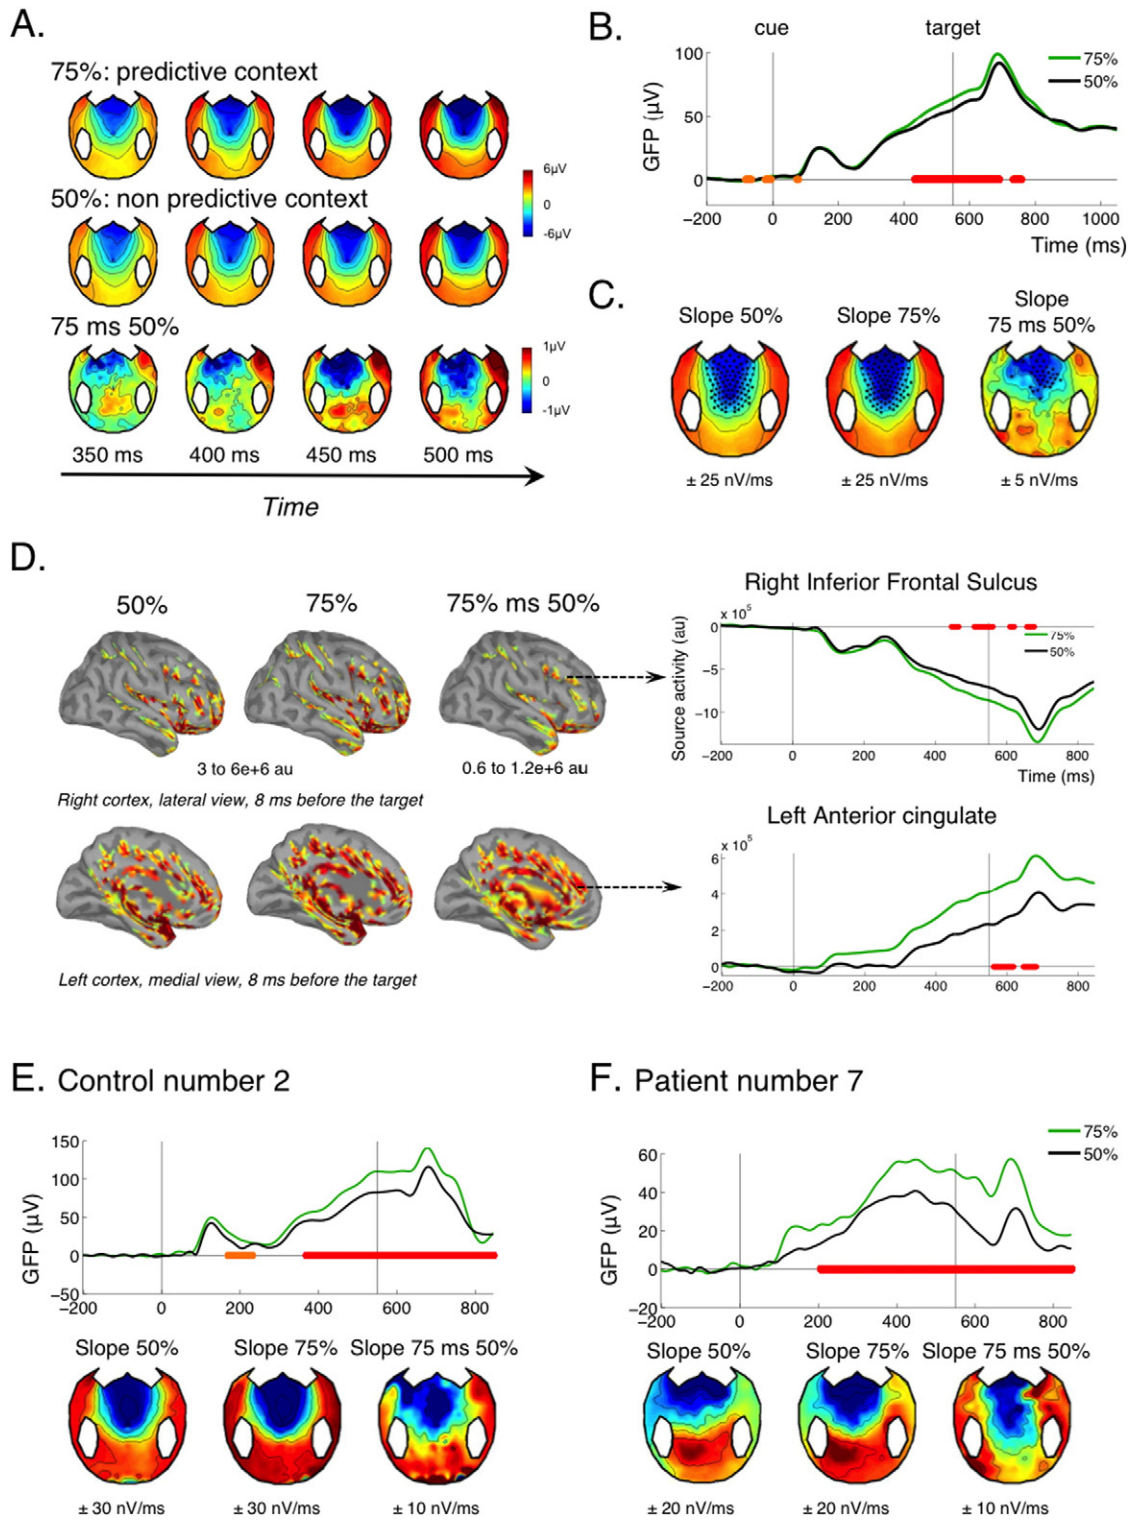 A.
75%: predictive context
6µV
0
-6µV
50%: non predictive context
75 ms 50%
1µV
0
-1µV
350 ms 400 ms 450 ms 500 ms
Time
B.
cue target
75%
50%
GFP (µV)
100
50
0
−200 0 200 400 600 800 1000
Time (ms)
C.
Slope 50% Slope 75% Slope
75 ms 50%
± 25 nV/ms ± 25 nV/ms ± 5 nV/ms
D.
50% 75% 75% ms 50%
3 to 6e+6 au 0.6 to 1.2e+6 au
Right cortex, lateral view, 8 ms before the target
Left cortex, medial view, 8 ms before the target
Right Inferior Frontal Sulcus
x 10⁵
Source activity (au)
0
−5
−10
75%
50%
−200 0 200 400 600 800
Time (ms)
Left Anterior cingulate
x 10⁵
6
4
2
0
−200 0 200 400 600 800
E. Control number 2
GFP (µV)
150
100
50
0
−50
−200 0 200 400 600 800
Slope 50% Slope 75% Slope 75 ms 50%
± 30 nV/ms ± 30 nV/ms ± 10 nV/ms
F. Patient number 7
75%
50%
GFP (µV)
60
40
20
0
−20
−200 0 200 400 600 800
Slope 50% Slope 75% Slope 75 ms 50%
± 20 nV/ms ± 20 nV/ms ± 10 nV/ms